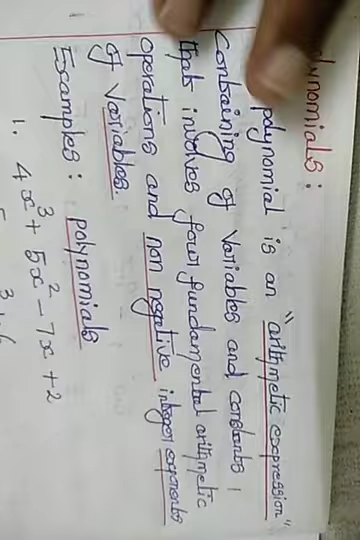 polynomial is an "arithmetic expression"
Containing of Variables and constants
that involves four fundamental arithmetic
operations and non negative integer exponents
of variables.
Examples : polynomials
1. 4x³ + 5x² - 7x + 2